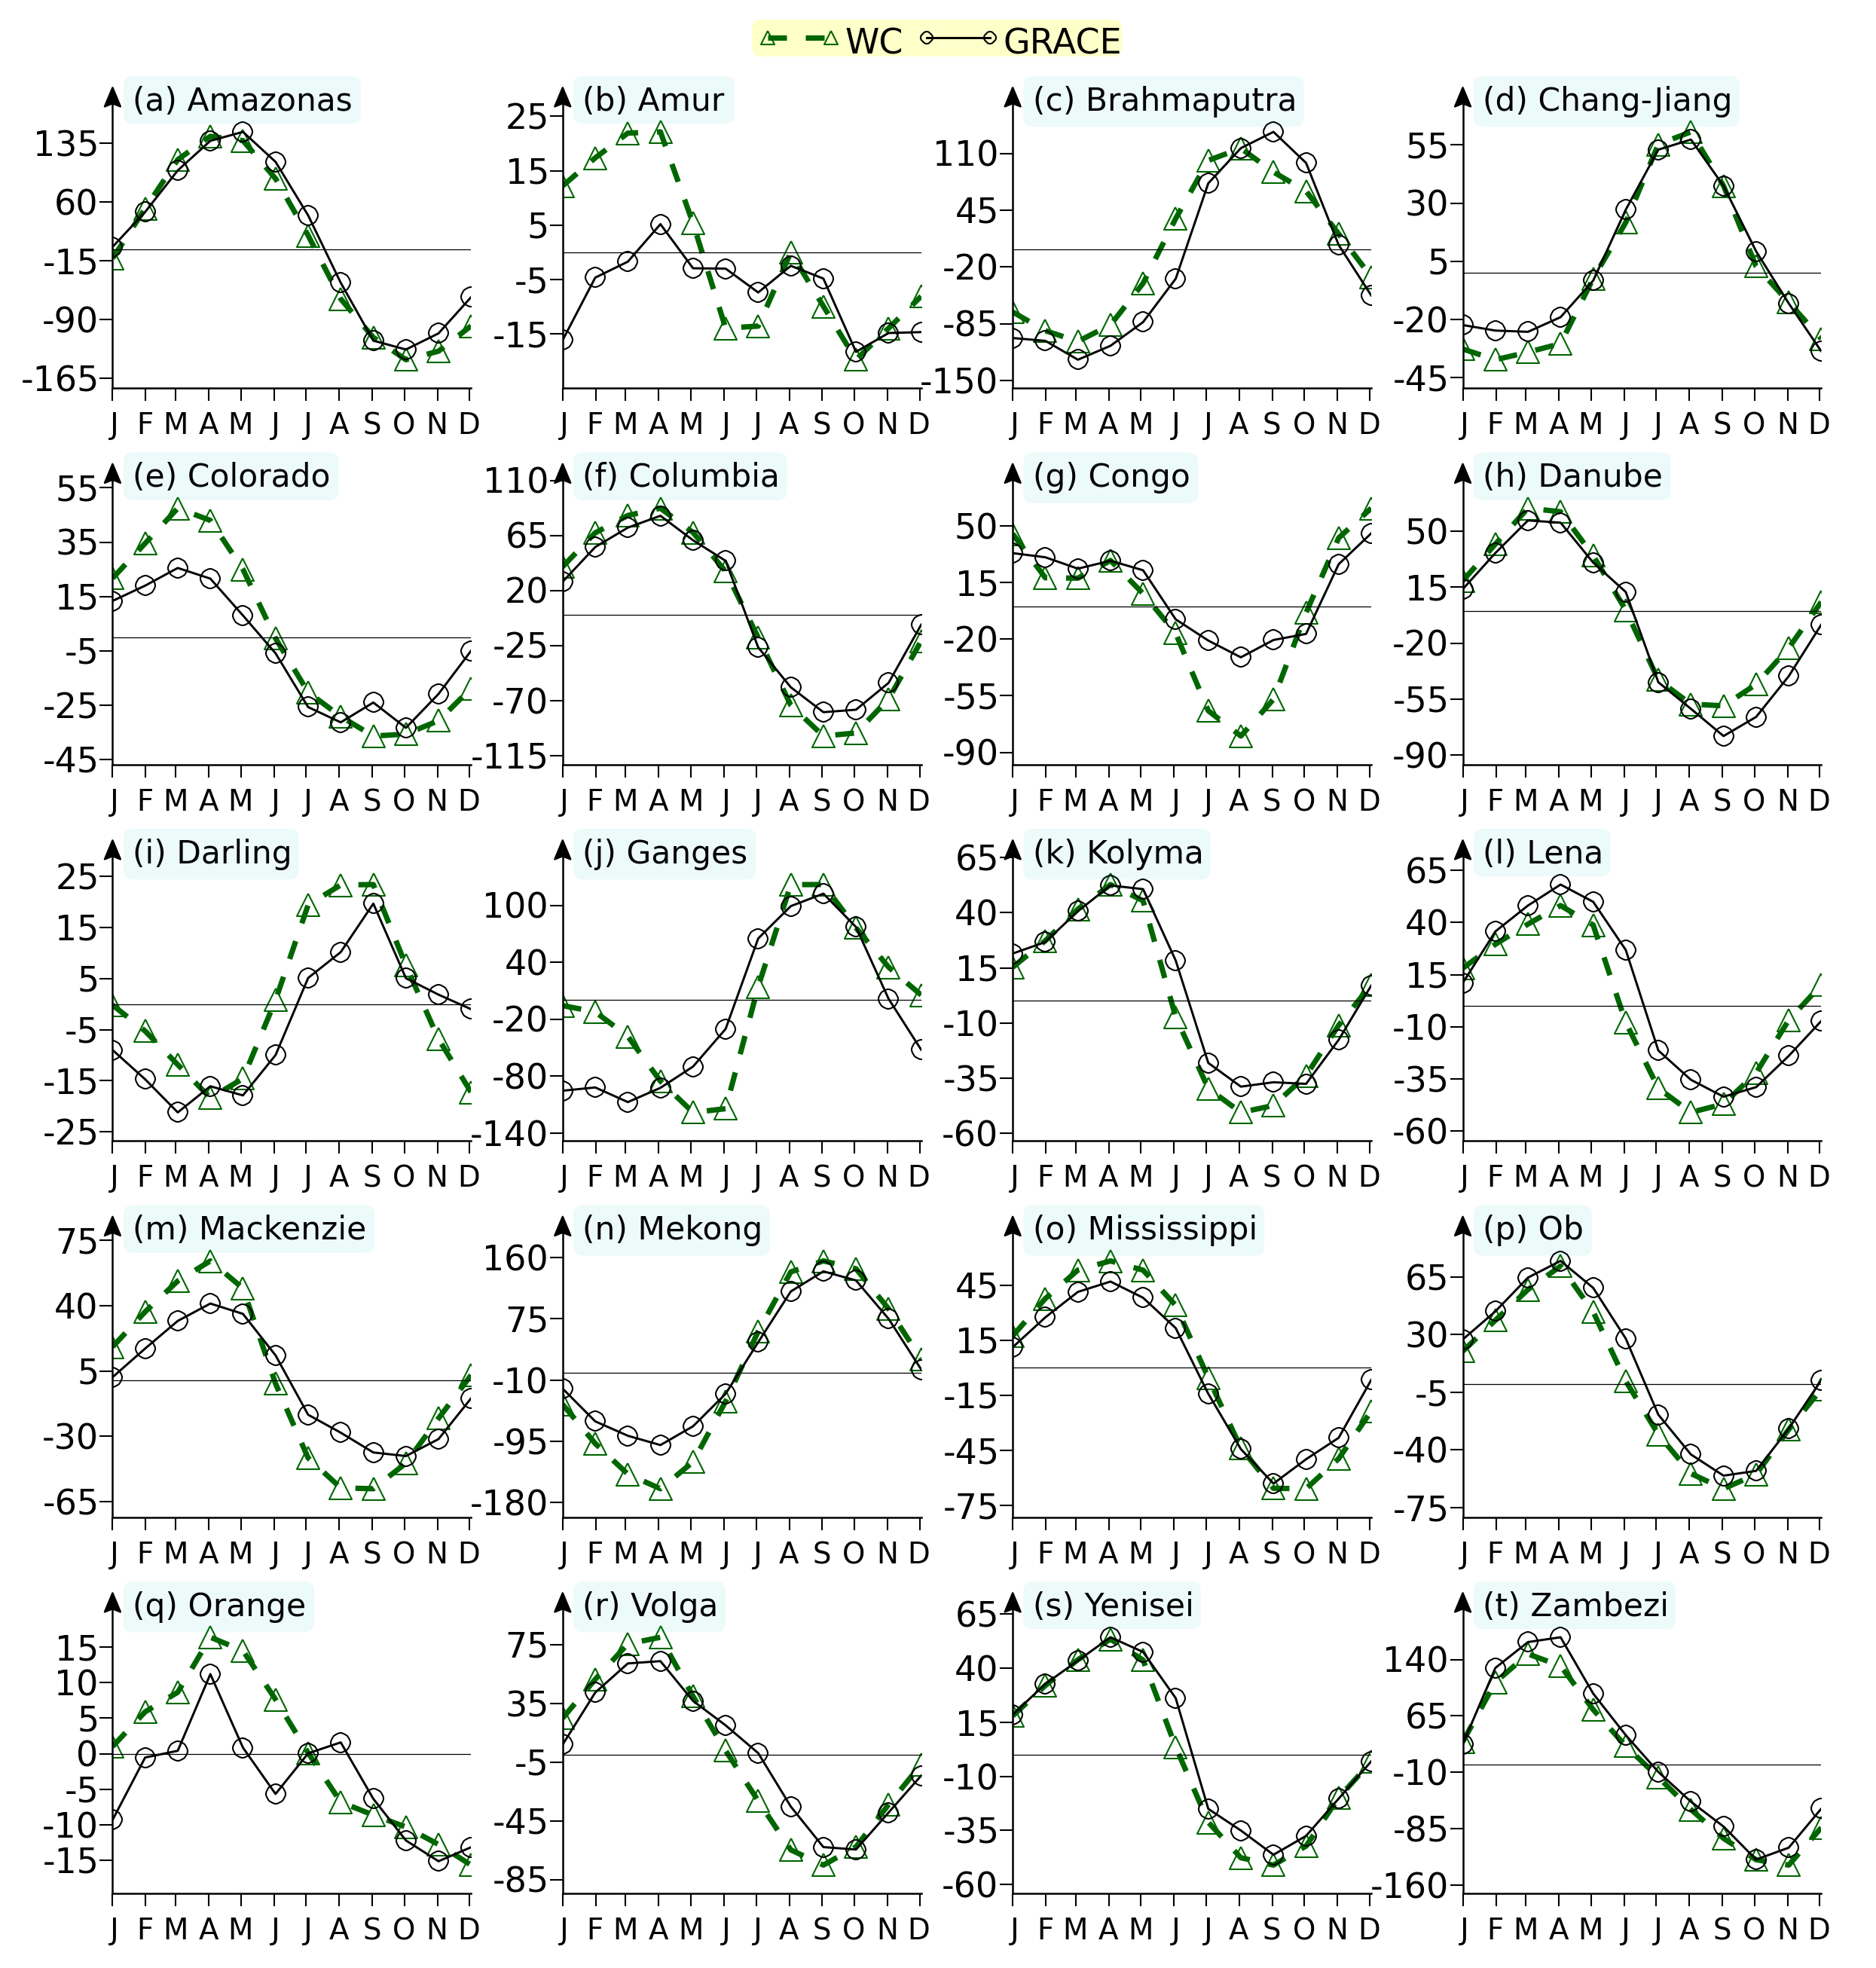 WC GRACE
(a) Amazonas
135
60
-15
-90
-165
J F M A M J J A S O N D
(b) Amur
25
15
5
-5
-15
J F M A M J J A S O N D
(c) Brahmaputra
110
45
-20
-85
-150
J F M A M J J A S O N D
(d) Chang-Jiang
55
30
5
-20
-45
J F M A M J J A S O N D
(e) Colorado
55
35
15
-5
-25
-45
J F M A M J J A S O N D
(f) Columbia
110
65
20
-25
-70
-115
J F M A M J J A S O N D
(g) Congo
50
15
-20
-55
-90
J F M A M J J A S O N D
(h) Danube
50
15
-20
-55
-90
J F M A M J J A S O N D
(i) Darling
25
15
5
-5
-15
-25
J F M A M J J A S O N D
(j) Ganges
100
40
-20
-80
-140
J F M A M J J A S O N D
(k) Kolyma
65
40
15
-10
-35
-60
J F M A M J J A S O N D
(l) Lena
65
40
15
-10
-35
-60
J F M A M J J A S O N D
(m) Mackenzie
75
40
5
-30
-65
J F M A M J J A S O N D
(n) Mekong
160
75
-10
-95
-180
J F M A M J J A S O N D
(o) Mississippi
45
15
-15
-45
-75
J F M A M J J A S O N D
(p) Ob
65
30
-5
-40
-75
J F M A M J J A S O N D
(q) Orange
15
10
5
0
-5
-10
-15
J F M A M J J A S O N D
(r) Volga
75
35
-5
-45
-85
J F M A M J J A S O N D
(s) Yenisei
65
40
15
-10
-35
-60
J F M A M J J A S O N D
(t) Zambezi
140
65
-10
-85
-160
J F M A M J J A S O N D